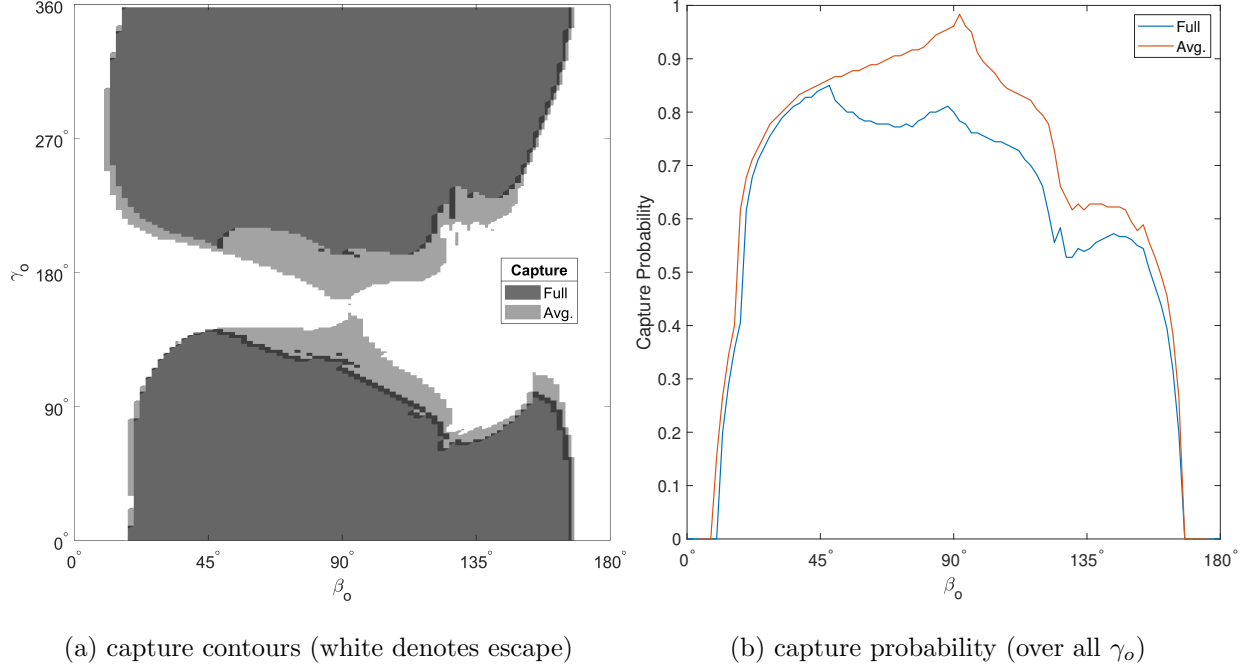 360°
270°
180°
90°
0°
γo
0°
45°
90°
135°
180°
βo
Capture
Full
Avg.
(a) capture contours (white denotes escape)
1
0.9
0.8
0.7
0.6
0.5
0.4
0.3
0.2
0.1
0
Capture Probability
0°
45°
90°
135°
180°
βo
Full
Avg.
(b) capture probability (over all γo)